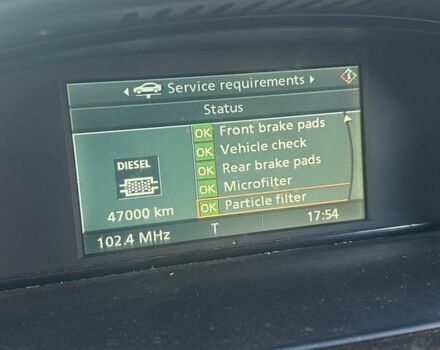 Service requirements
Status
OK Front brake pads
OK Vehicle check
OK Rear brake pads
OK Microfilter
OK Particle filter
DIESEL
47000 km
102.4 MHz T 17:54